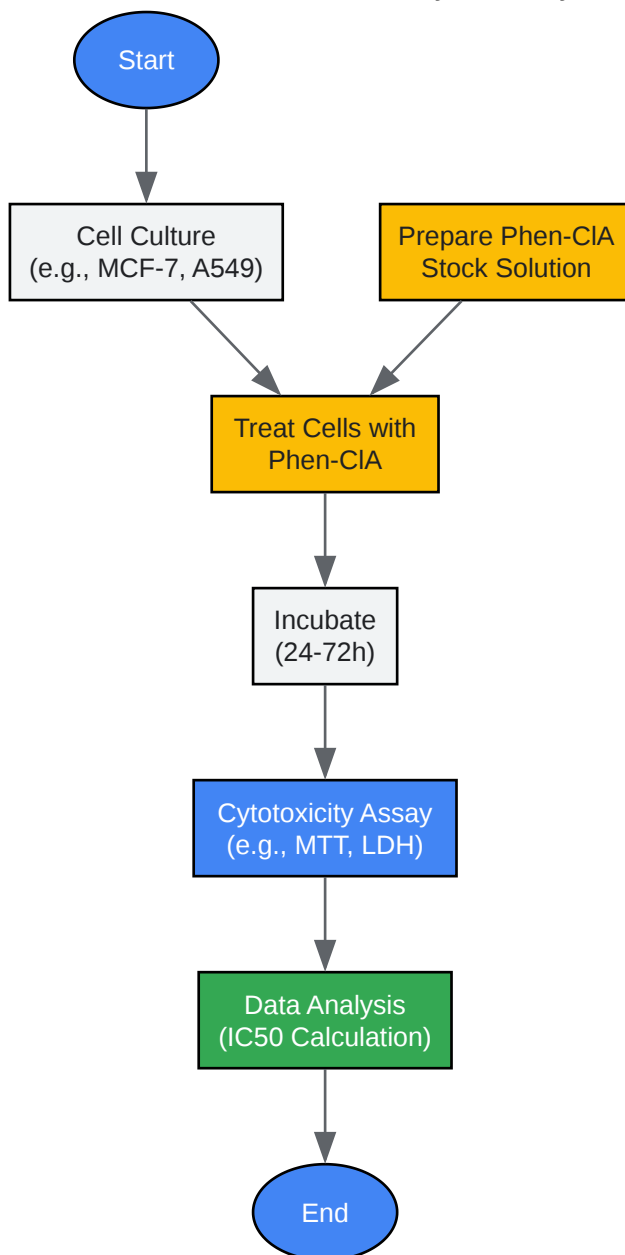 Start
Cell Culture
(e.g., MCF-7, A549)
Prepare Phen-ClA
Stock Solution
Treat Cells with
Phen-ClA
Incubate
(24-72h)
Cytotoxicity Assay
(e.g., MTT, LDH)
Data Analysis
(IC50 Calculation)
End